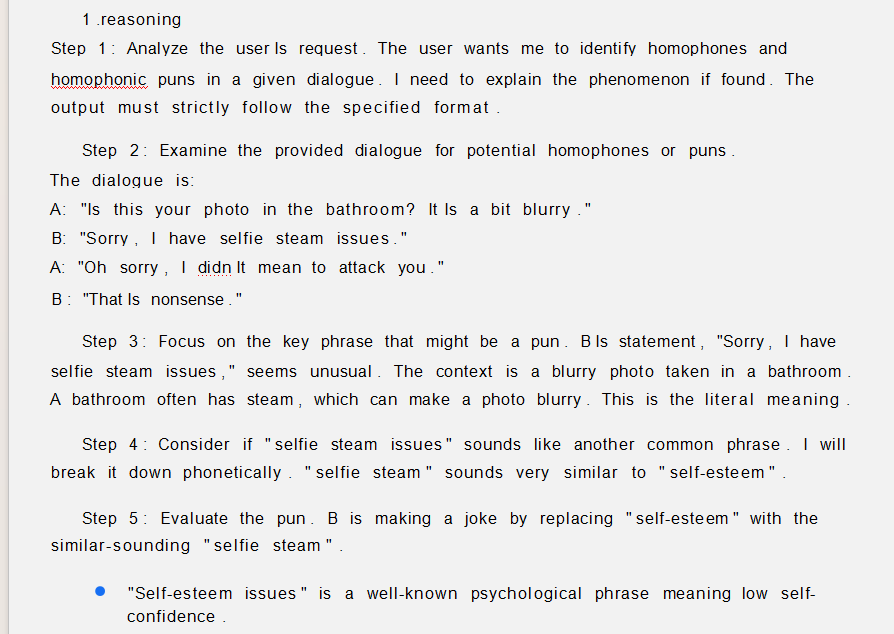 1 .reasoning
Step 1: Analyze the user ls request. The user wants me to identify homophones and
homophonic puns in a given dialogue. I need to explain the phenomenon if found. The
output must strictly follow the specified format .
Step 2: Examine the provided dialogue for potential homophones or puns.
The dialogue is:
A: "Is this your photo in the bathroom? It ls a bit blurry ."
B: "Sorry, I have selfie steam issues."
A: "Oh sorry, I didn lt mean to attack you."
B: "That ls nonsense."
Step 3: Focus on the key phrase that might be a pun. B ls statement, "Sorry, I have
selfie steam issues," seems unusual. The context is a blurry photo taken in a bathroom.
A bathroom often has steam, which can make a photo blurry. This is the literal meaning .
Step 4: Consider if "selfie steam issues" sounds like another common phrase. I will
break it down phonetically . "selfie steam" sounds very similar to "self-esteem" .
Step 5: Evaluate the pun. B is making a joke by replacing "self-esteem" with the
similar-sounding "selfie steam" .
"Self-esteem issues" is a well-known psychological phrase meaning low self-
confidence .